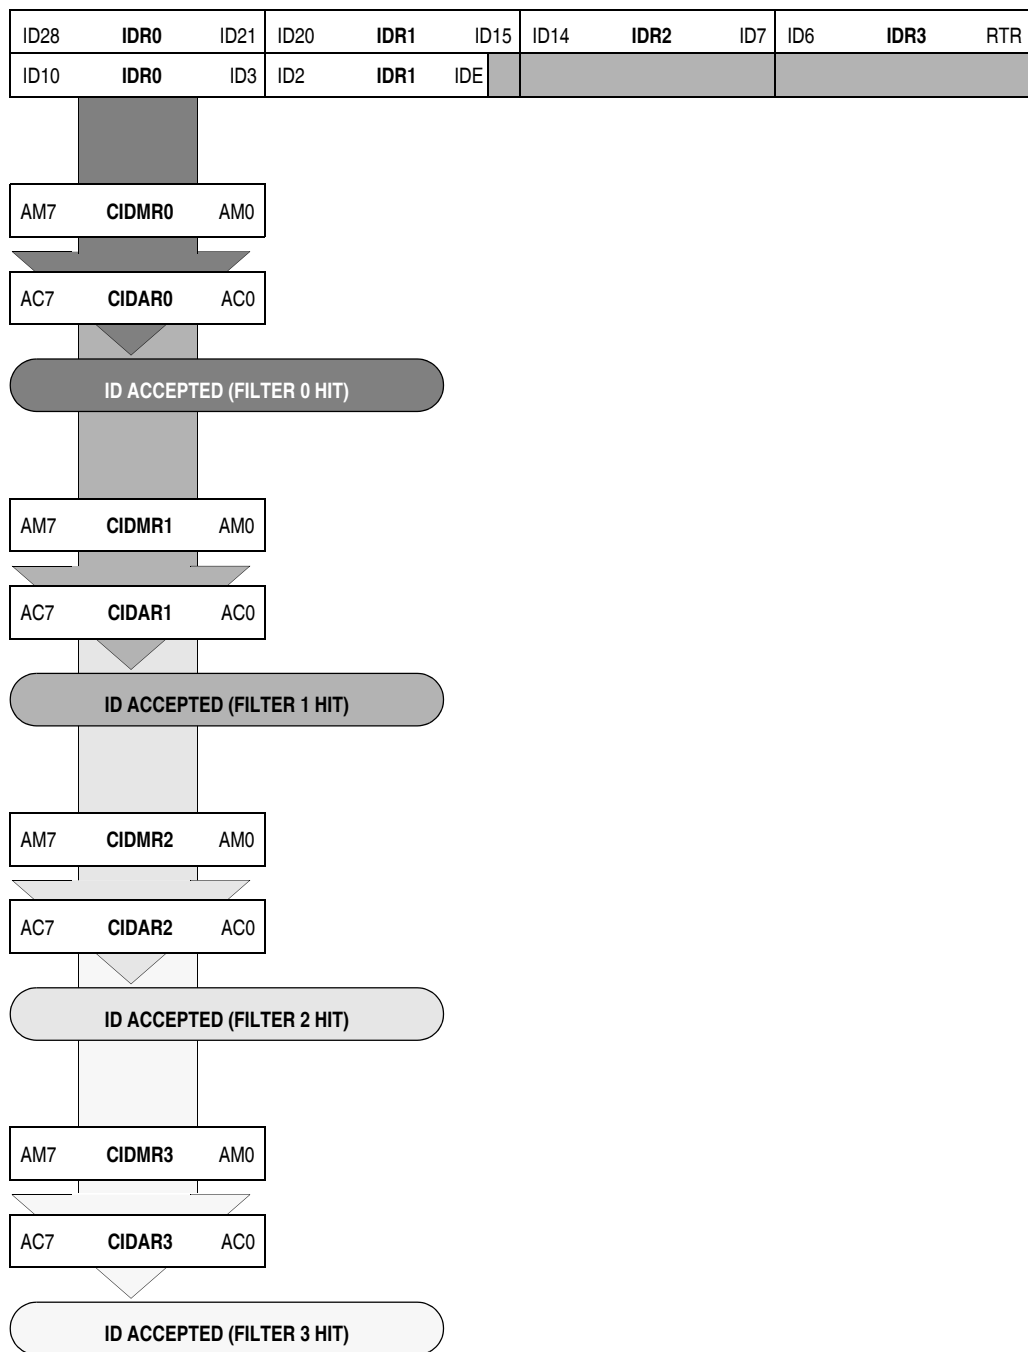 ID28 IDR0 ID21 ID20 IDR1 ID15 ID14 IDR2 ID7 ID6 IDR3 RTR
ID10 IDR0 ID3 ID2 IDR1 IDE
AM7 CIDMR0 AM0
AC7 CIDAR0 AC0
ID ACCEPTED (FILTER 0 HIT)
AM7 CIDMR1 AM0
AC7 CIDAR1 AC0
ID ACCEPTED (FILTER 1 HIT)
AM7 CIDMR2 AM0
AC7 CIDAR2 AC0
ID ACCEPTED (FILTER 2 HIT)
AM7 CIDMR3 AM0
AC7 CIDAR3 AC0
ID ACCEPTED (FILTER 3 HIT)